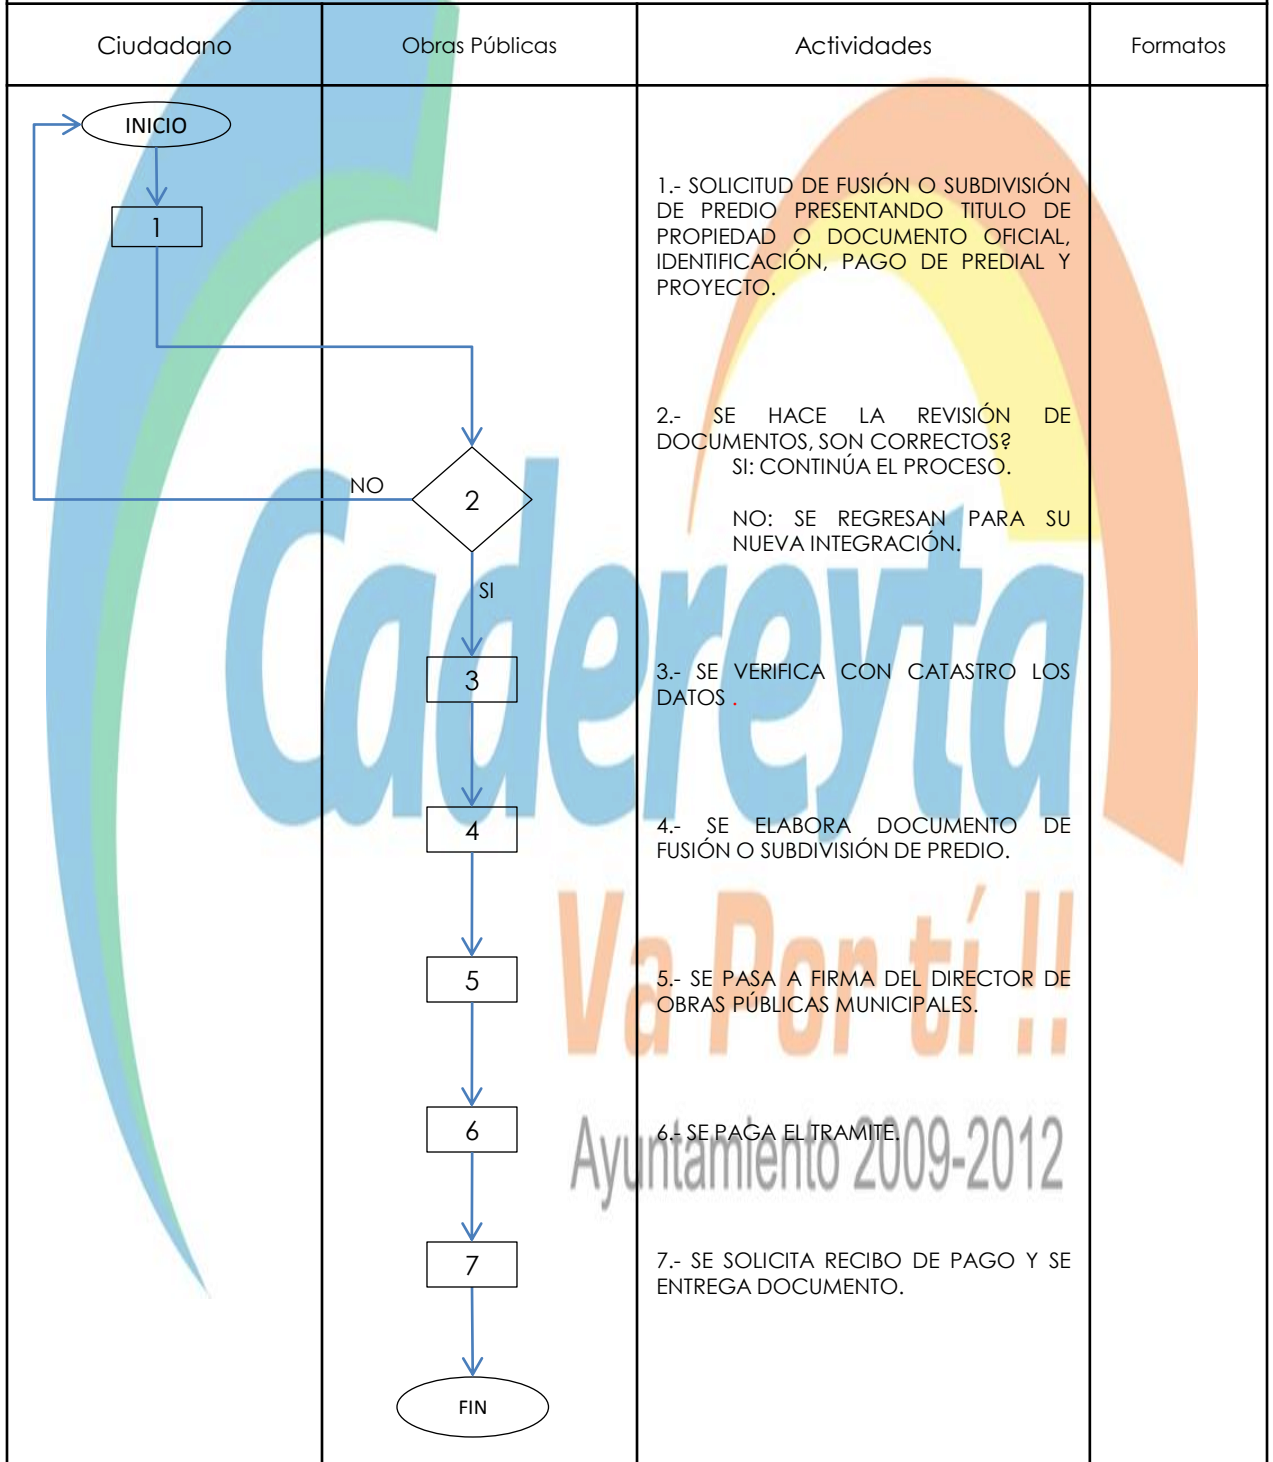 Ciudadano
Obras Públicas
Actividades
Formatos
INICIO
1
1.- SOLICITUD DE FUSIÓN O SUBDIVISIÓN
DE PREDIO PRESENTANDO TITULO DE
PROPIEDAD O DOCUMENTO OFICIAL,
IDENTIFICACIÓN, PAGO DE PREDIAL Y
PROYECTO.
2.- SE HACE LA REVISIÓN DE
DOCUMENTOS, SON CORRECTOS?
SI: CONTINÚA EL PROCESO.
NO
2
NO: SE REGRESAN PARA SU
NUEVA INTEGRACIÓN.
SI
Cadereyta
3
3.- SE VERIFICA CON CATASTRO LOS
DATOS .
4
4.- SE ELABORA DOCUMENTO DE
FUSIÓN O SUBDIVISIÓN DE PREDIO.
Va Por tí !!
5
5.- SE PASA A FIRMA DEL DIRECTOR DE
OBRAS PÚBLICAS MUNICIPALES.
6
6.- SE PAGA EL TRAMITE.
Ayuntamiento 2009-2012
7
7.- SE SOLICITA RECIBO DE PAGO Y SE
ENTREGA DOCUMENTO.
FIN